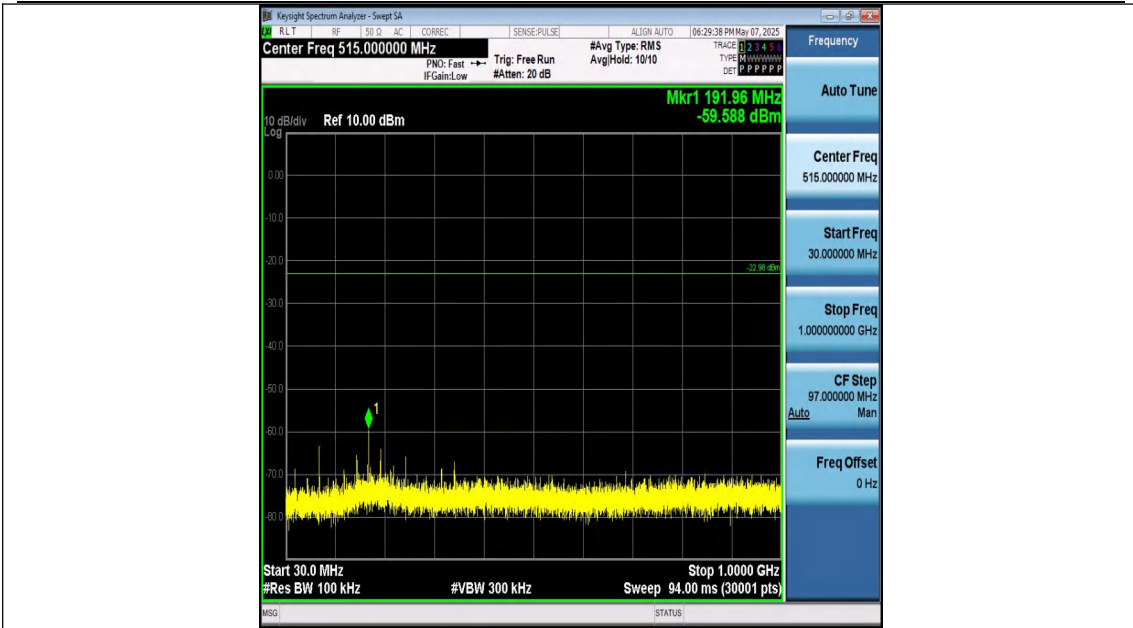 Keysight Spectrum Analyzer - Swept SA
RLT RF 50 Ω AC CORREC SENSE:PULSE ALIGN AUTO 06:29:38 PM May 07, 2025
Center Freq 515.000000 MHz
#Avg Type: RMS
TRACE 1 2 3 4 5 6
PNO: Fast
Trig: Free Run
Avg|Hold: 10/10
TYPE M WWWWW
IFGain:Low
#Atten: 20 dB
DET P P P P P P
Frequency
Mkr1 191.96 MHz
-59.588 dBm
10 dB/div Ref 10.00 dBm
Log
0.00
-10.0
-20.0
-22.98 dBm
-30.0
-40.0
-50.0
1
-60.0
-70.0
-80.0
Start 30.0 MHz
Stop 1.0000 GHz
#Res BW 100 kHz
#VBW 300 kHz
Sweep 94.00 ms (30001 pts)
MSG
STATUS
Auto Tune
Center Freq
515.000000 MHz
Start Freq
30.000000 MHz
Stop Freq
1.000000000 GHz
CF Step
97.000000 MHz
Auto Man
Freq Offset
0 Hz